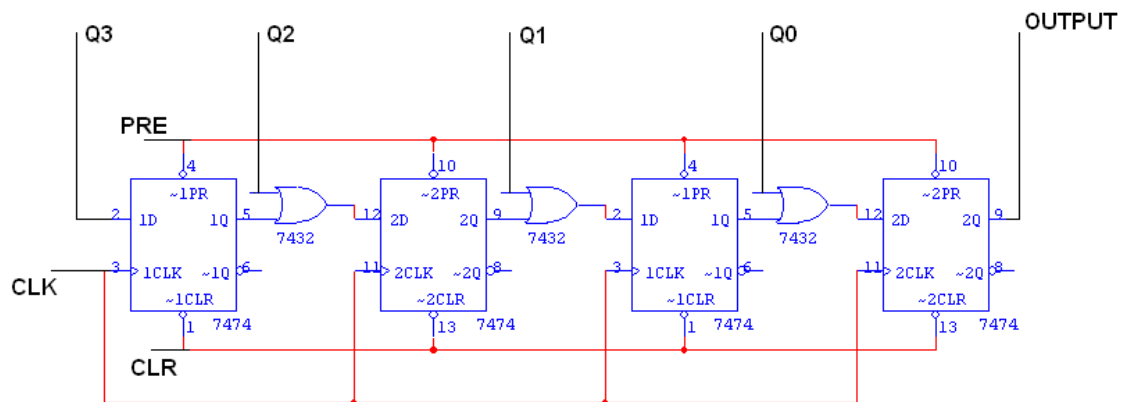 OUTPUT
Q3 Q2 Q1 Q0
PRE
4 10 4 10
~1PR ~2PR ~1PR ~2PR
2 1D 1Q 5 12 2D 2Q 9 2 1D 1Q 5 12 2D 2Q 9
7432 7432 7432
3 1CLK ~1Q 6 11 2CLK ~2Q 8 3 1CLK ~1Q 6 11 2CLK ~2Q 8
CLK
~1CLR ~2CLR ~1CLR ~2CLR
1 7474 13 7474 1 7474 13 7474
CLR